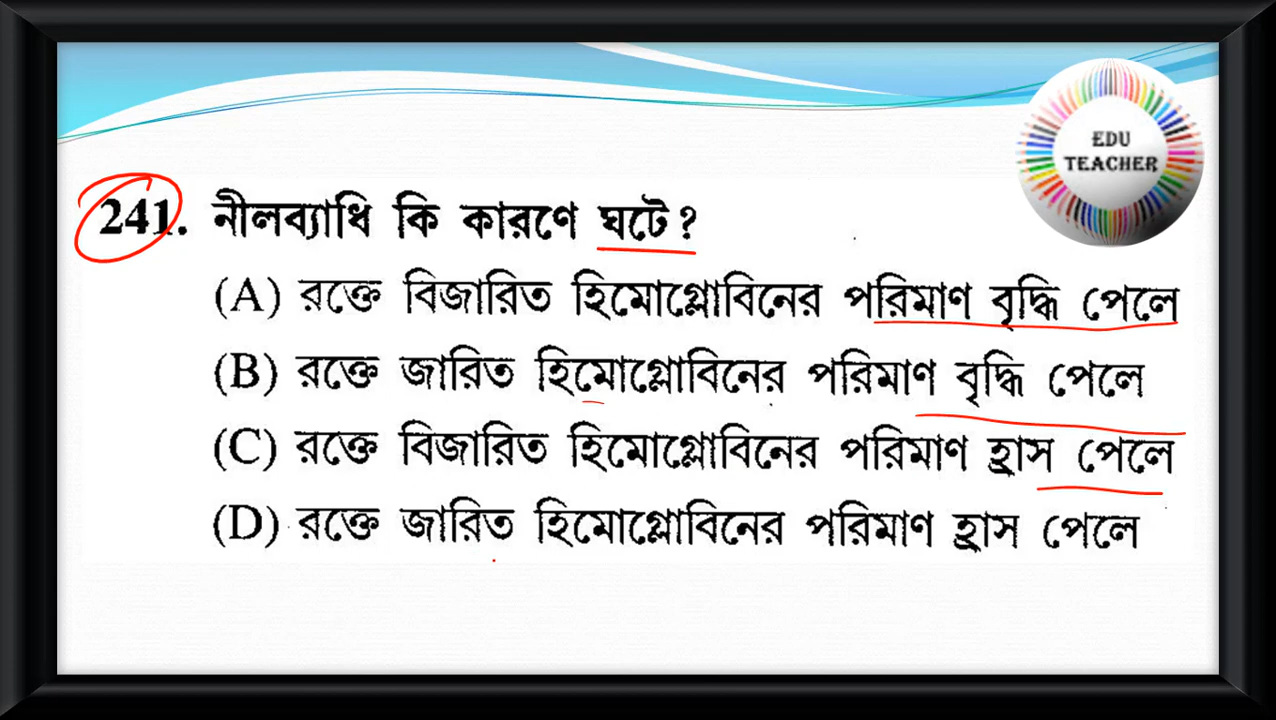 EDU
TEACHER
241. নীলব্যাধি কি কারণে ঘটে?
(A) রক্তে বিজারিত হিমোগ্লোবিনের পরিমাণ বৃদ্ধি পেলে
(B) রক্তে জারিত হিমোগ্লোবিনের পরিমাণ বৃদ্ধি পেলে
(C) রক্তে বিজারিত হিমোগ্লোবিনের পরিমাণ হ্রাস পেলে
(D) রক্তে জারিত হিমোগ্লোবিনের পরিমাণ হ্রাস পেলে